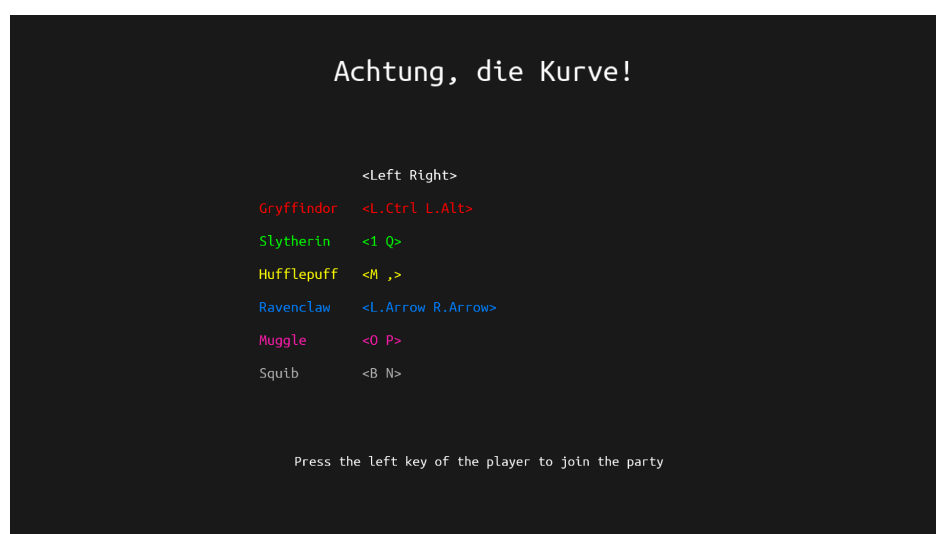 Achtung, die Kurve!
<Left Right>
Gryffindor <L.Ctrl L.Alt>
Slytherin <1 Q>
Hufflepuff <M ,>
Ravenclaw <L.Arrow R.Arrow>
Muggle <O P>
Squib <B N>
Press the left key of the player to join the party